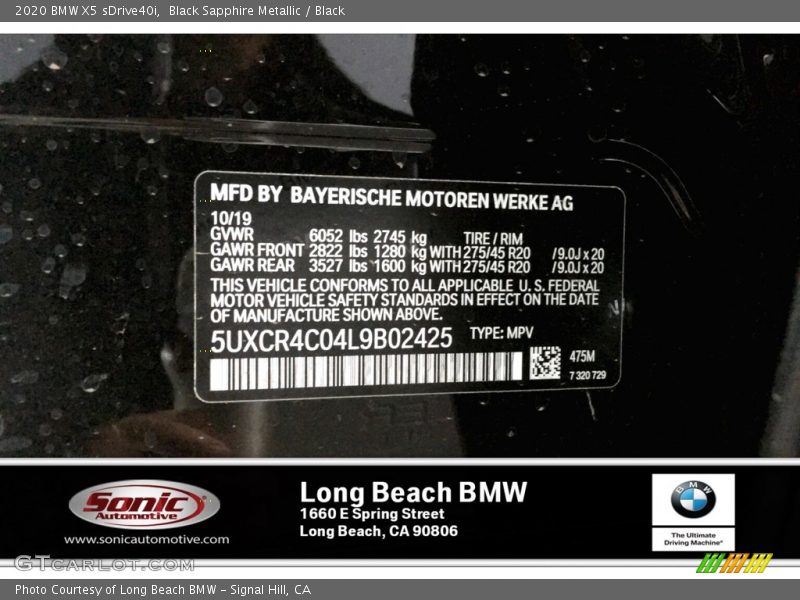 2020 BMW X5 sDrive40i,  Black Sapphire Metallic / Black
MFD BY BAYERISCHE MOTOREN WERKE AG
10/19
GVWR 6052 lbs 2745 kg TIRE / RIM
GAWR FRONT 2822 lbs 1280 kg WITH 275/45 R20 /9.0J x 20
GAWR REAR 3527 lbs 1600 kg WITH 275/45 R20 /9.0J x 20
THIS VEHICLE CONFORMS TO ALL APPLICABLE U.S. FEDERAL
MOTOR VEHICLE SAFETY STANDARDS IN EFFECT ON THE DATE
OF MANUFACTURE SHOWN ABOVE.
5UXCR4C04L9B02425 TYPE: MPV
475M
7 320 729
Sonic
Automotive
www.sonicautomotive.com
Long Beach BMW
1660 E Spring Street
Long Beach, CA 90806
BMW
The Ultimate
Driving Machine®
GTcarlot.com
Photo Courtesy of Long Beach BMW - Signal Hill, CA